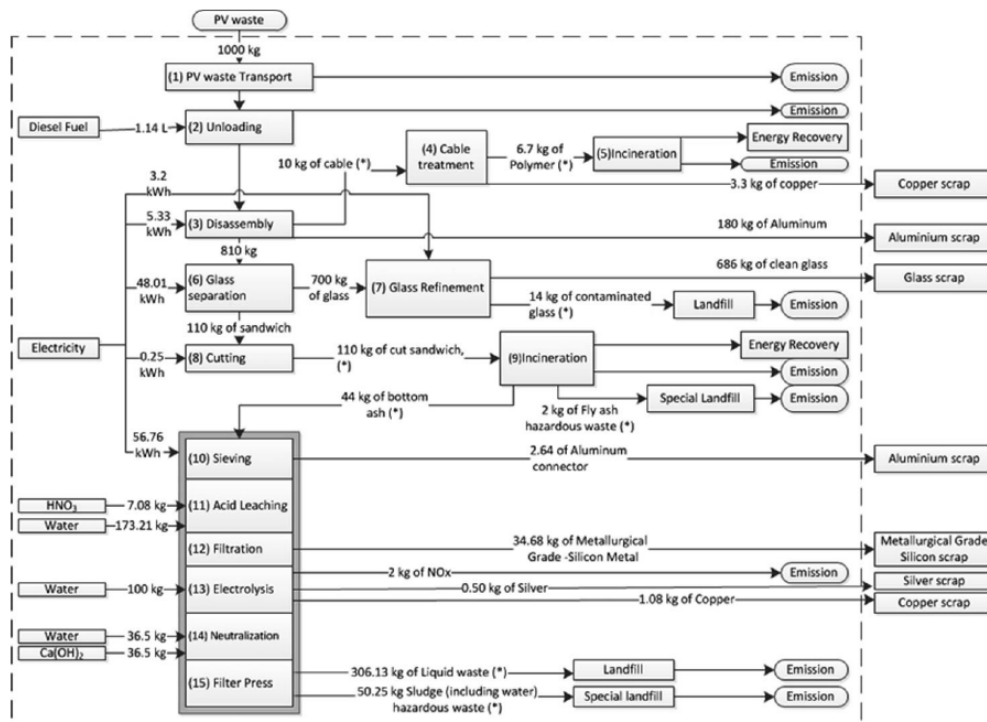 PV waste
1000 kg
(1) PV waste Transport
Emission
Diesel Fuel
1.14 L
(2) Unloading
Emission
(4) Cable
treatment
6.7 kg of
Polymer (*)
(5)Incineration
Energy Recovery
Emission
10 kg of cable (*)
3.3 kg of copper
Copper scrap
3.2
kWh
5.33
kWh
(3) Disassembly
180 kg of Aluminum
Aluminium scrap
810 kg
48.01
kWh
(6) Glass
separation
700 kg
of glass
(7) Glass Refinement
686 kg of clean glass
Glass scrap
14 kg of contaminated
glass (*)
Landfill
Emission
110 kg of sandwich
Electricity
0.25
kWh
(8) Cutting
110 kg of cut sandwich,
(*)
(9)Incineration
Energy Recovery
Emission
44 kg of bottom
ash (*)
2 kg of Fly ash
hazardous waste (*)
Special Landfill
Emission
56.76
kWh
(10) Sieving
2.64 of Aluminum
connector
Aluminium scrap
HNO₃
7.08 kg
(11) Acid Leaching
Water
173.21 kg
(12) Filtration
34.68 kg of Metallurgical
Grade -Silicon Metal
Metallurgical Grade
Silicon scrap
2 kg of NOx
Emission
Water
100 kg
(13) Electrolysis
0.50 kg of Silver
Silver scrap
1.08 kg of Copper
Copper scrap
Water
36.5 kg
(14) Neutralization
Ca(OH)₂
36.5 kg
(15) Filter Press
306.13 kg of Liquid waste (*)
Landfill
Emission
50.25 kg Sludge (including water)
hazardous waste (*)
Special landfill
Emission